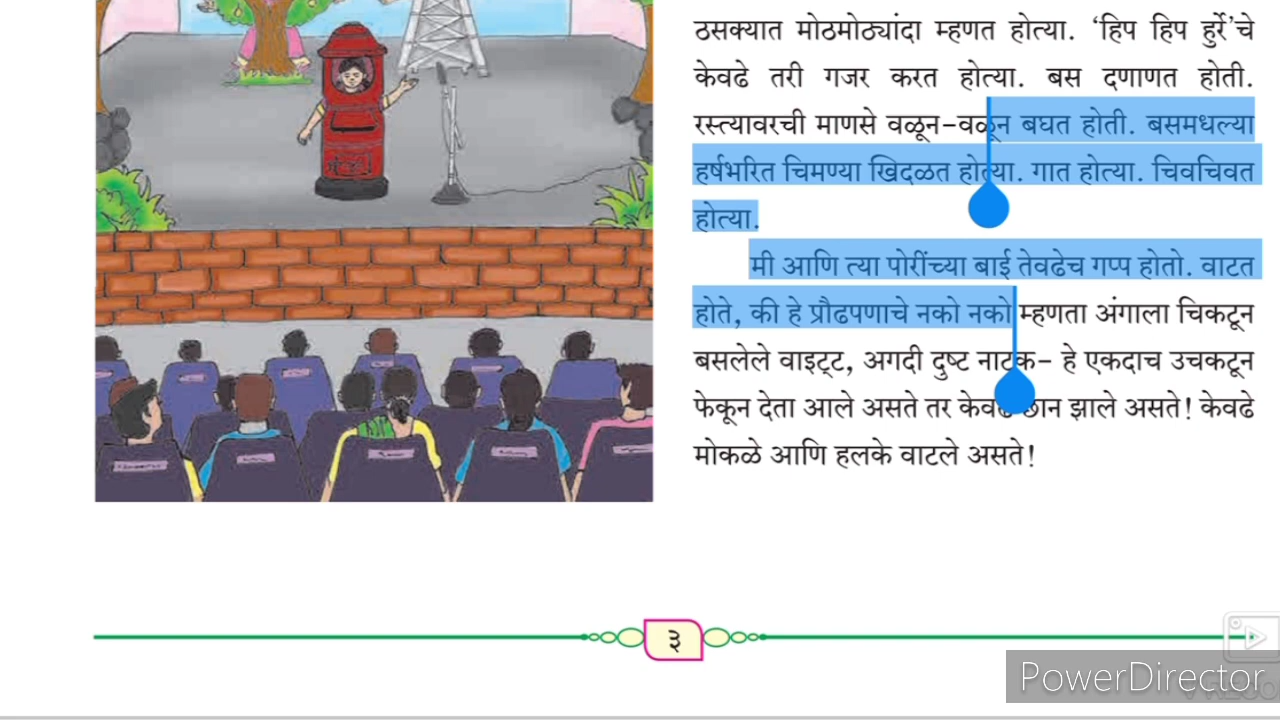 ठसक्यात मोठमोठ्यांदा म्हणत होत्या. ‘हिप हिप हुर्रे’चे
केवढे तरी गजर करत होत्या. बस दणाणत होती.
रस्त्यावरची माणसे वळून-वळून बघत होती. बसमधल्या
हर्षभरित चिमण्या खिदळत होत्या. गात होत्या. चिवचिवत
होत्या.
मी आणि त्या पोरींच्या बाई तेवढेच गप्प होतो. वाटत
होते, की हे प्रौढपणाचे नको नको म्हणता अंगाला चिकटून
बसलेले वाइट्ट, अगदी दुष्ट नाटक- हे एकदाच उचकटून
फेकून देता आले असते तर केवढे छान झाले असते! केवढे
मोकळे आणि हलके वाटले असते!
३
PowerDirector